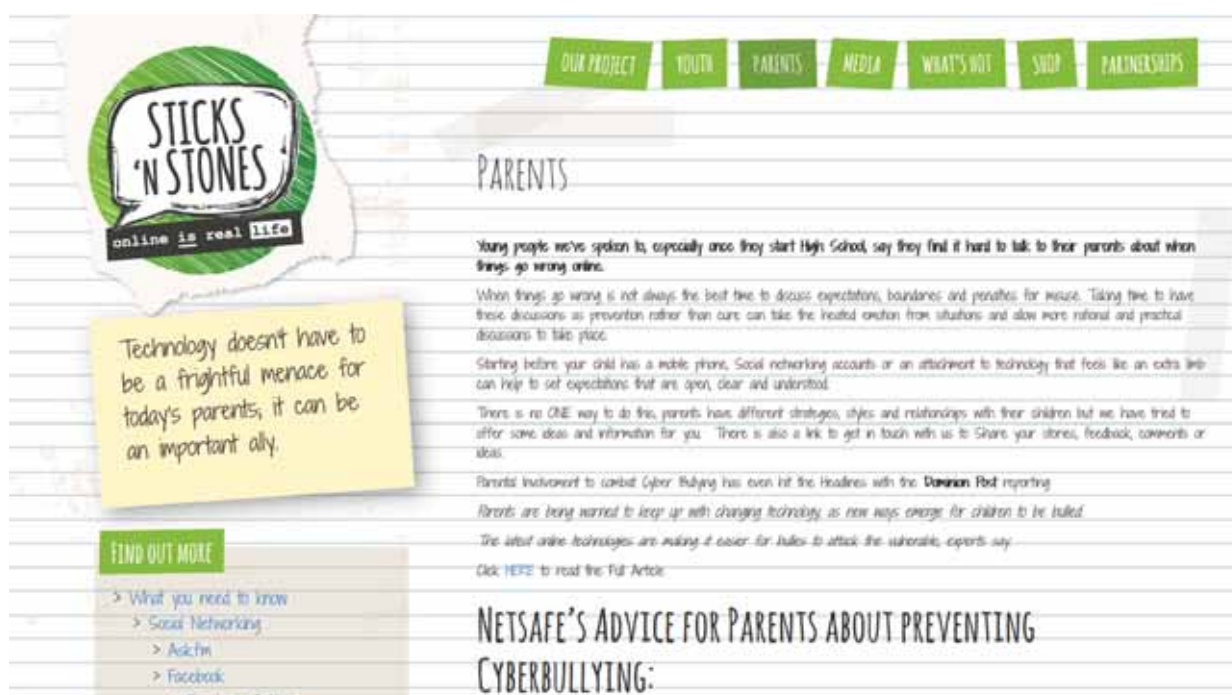 OUR PROJECT YOUTH PARENTS MEDIA WHAT'S HOT SHOP PARTNERSHIPS
STICKS
'N STONES
online is real life
Technology doesn't have to
be a frightful menace for
today's parents; it can be
an important ally.
FIND OUT MORE
> What you need to know
> Social Networking
> Ask.fm
> Facebook
PARENTS
Young people we've spoken to, especially once they start High School, say they find it hard to talk to their parents about when
things go wrong online.
When things go wrong is not always the best time to discuss expectations, boundaries and penalties for misuse. Taking time to have
these discussions as prevention rather than cure can take the heated emotion from situations and allow more rational and practical
discussions to take place.
Starting before your child has a mobile phone, Social networking accounts or an attachment to technology that feels like an extra limb
can help to set expectations that are open, clear and understood.
There is no ONE way to do this, parents have different strategies, styles and relationships with their children but we have tried to
offer some ideas and information for you. There is also a link to get in touch with us to Share your stories, feedback, comments or
ideas.
Parental Involvement to combat Cyber Bullying has even hit the Headlines with the Dominion Post reporting
Parents are being warned to keep up with changing technology, as new ways emerge for children to be bullied.
The latest online technologies are making it easier for bullies to attack the vulnerable, experts say.
Click HERE to read the Full Article
NETSAFE'S ADVICE FOR PARENTS ABOUT PREVENTING
CYBERBULLYING: